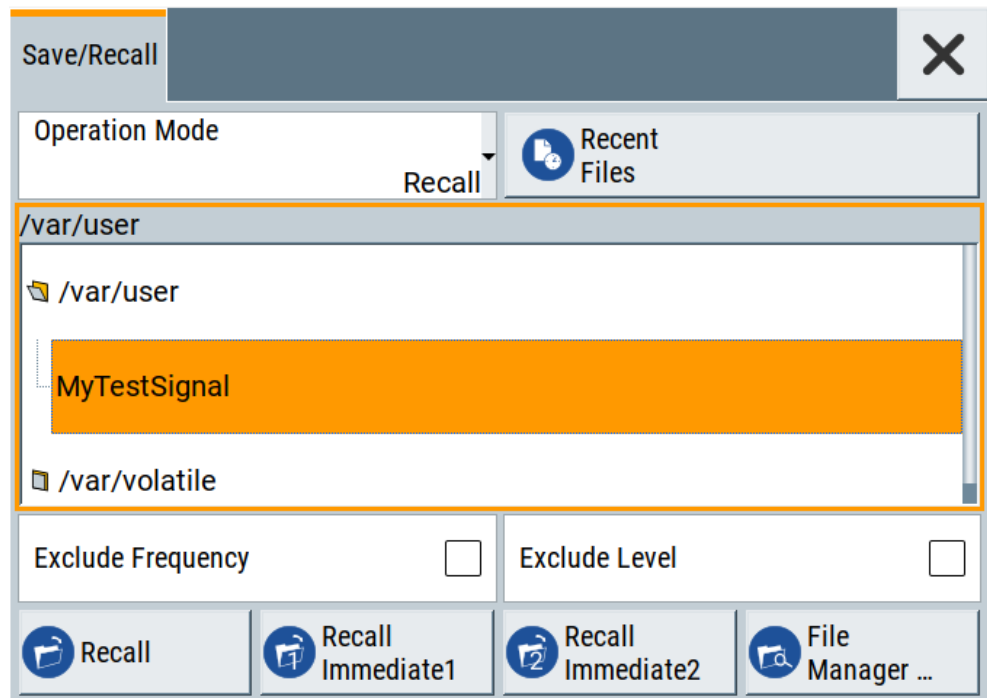 Save/Recall
Operation Mode
Recall
Recent
Files
/var/user
/var/user
MyTestSignal
/var/volatile
Exclude Frequency
Exclude Level
Recall
Recall
Immediate1
Recall
Immediate2
File
Manager ...